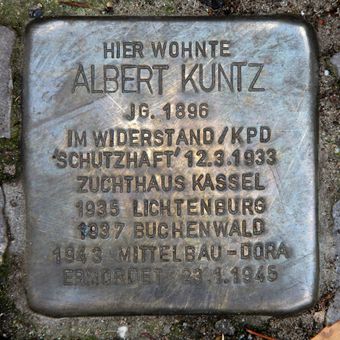 HIER WOHNTE
ALBERT KUNTZ
JG. 1896
IM WIDERSTAND/KPD
'SCHUTZHAFT' 12.3.1933
ZUCHTHAUS KASSEL
1935 LICHTENBURG
1937 BUCHENWALD
1943 MITTELBAU-DORA
ERMORDET 23.1.1945